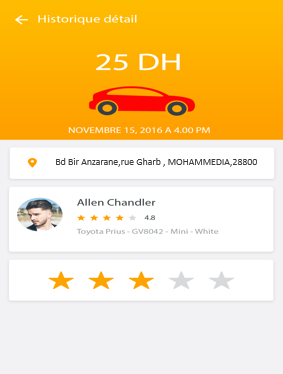 Historique détail
25 DH
NOVEMBRE 15, 2016 A 4.00 PM
Bd Bir Anzarane,rue Gharb , MOHAMMEDIA,28800
Allen Chandler
4.8
Toyota Prius - GV8042 - Mini - White